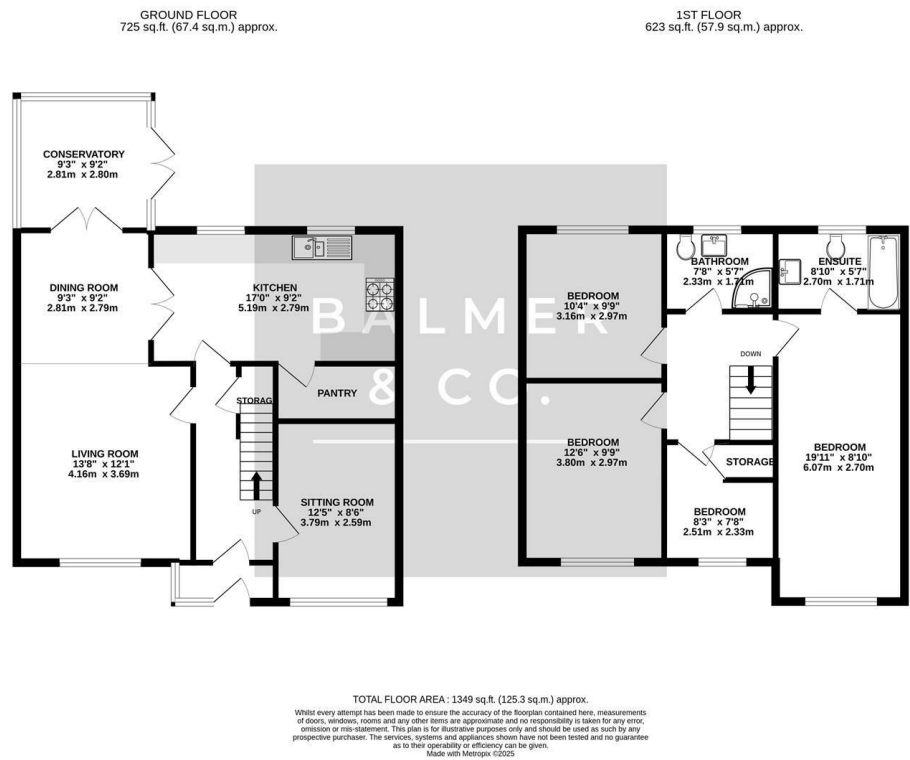 GROUND FLOOR
725 sq.ft. (67.4 sq.m.) approx.
1ST FLOOR
623 sq.ft. (57.9 sq.m.) approx.
CONSERVATORY
9'3" x 9'2"
2.81m x 2.80m
DINING ROOM
9'3" x 9'2"
2.81m x 2.79m
KITCHEN
17'0" x 9'2"
5.19m x 2.79m
PANTRY
STORAG
LIVING ROOM
13'8" x 12'1"
4.16m x 3.69m
UP
SITTING ROOM
12'5" x 8'6"
3.79m x 2.59m
BALMER
& CO.
BEDROOM
10'4" x 9'9"
3.16m x 2.97m
BATHROOM
7'8" x 5'7"
2.33m x 1.71m
ENSUITE
8'10" x 5'7"
2.70m x 1.71m
DOWN
BEDROOM
12'6" x 9'9"
3.80m x 2.97m
STORAGE
BEDROOM
19'11" x 8'10"
6.07m x 2.70m
BEDROOM
8'3" x 7'8"
2.51m x 2.33m
TOTAL FLOOR AREA : 1349 sq.ft. (125.3 sq.m.) approx.
Whilst every attempt has been made to ensure the accuracy of the floorplan contained here, measurements
of doors, windows, rooms and any other items are approximate and no responsibility is taken for any error,
omission or mis-statement. This plan is for illustrative purposes only and should be used as such by any
prospective purchaser. The services, systems and appliances shown have not been tested and no guarantee
as to their operability or efficiency can be given.
Made with Metropix ©2025